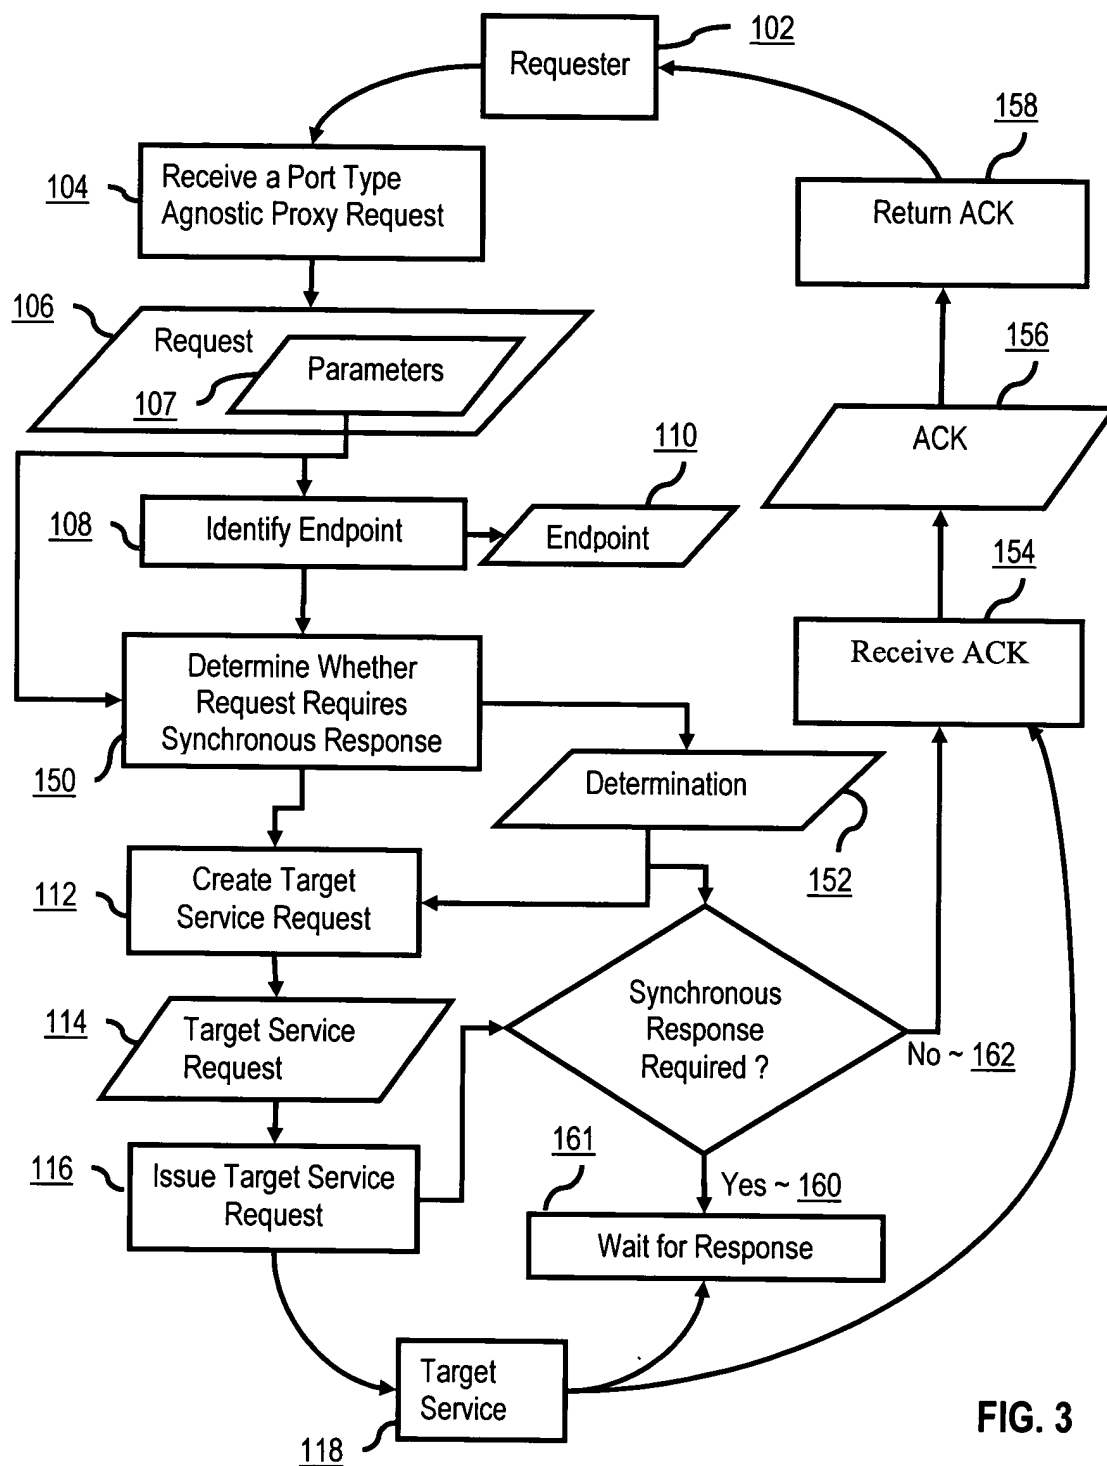 102
Requester
158
104
Receive a Port Type
Agnostic Proxy Request
Return ACK
106
Request
Parameters
107
156
ACK
110
108
Identify Endpoint
Endpoint
154
Receive ACK
Determine Whether
Request Requires
Synchronous Response
150
Determination
152
112
Create Target
Service Request
Synchronous
Response
Required ?
114
Target Service
Request
No ~ 162
161
116
Issue Target Service
Request
Yes ~ 160
Wait for Response
Target
Service
118
FIG. 3